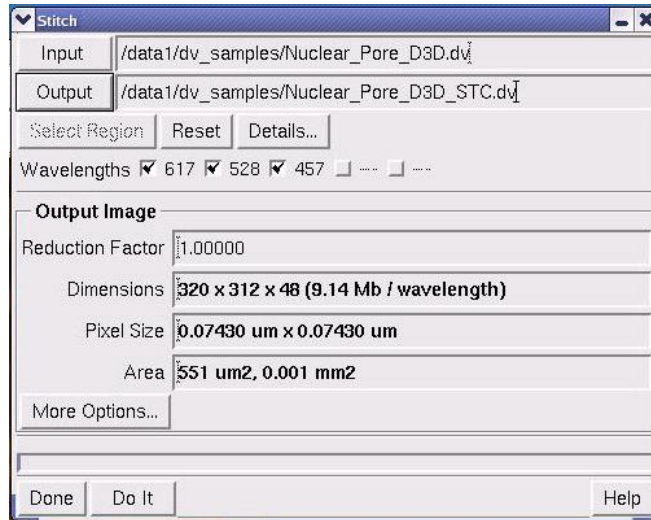 Stitch
Input /data1/dv_samples/Nuclear_Pore_D3D.dv
Output /data1/dv_samples/Nuclear_Pore_D3D_STC.dv
Select Region Reset Details...
Wavelengths 617 528 457 ---- ----
Output Image
Reduction Factor 1.00000
Dimensions 320 x 312 x 48 (9.14 Mb / wavelength)
Pixel Size 0.07430 um x 0.07430 um
Area 551 um2, 0.001 mm2
More Options...
Done Do It Help